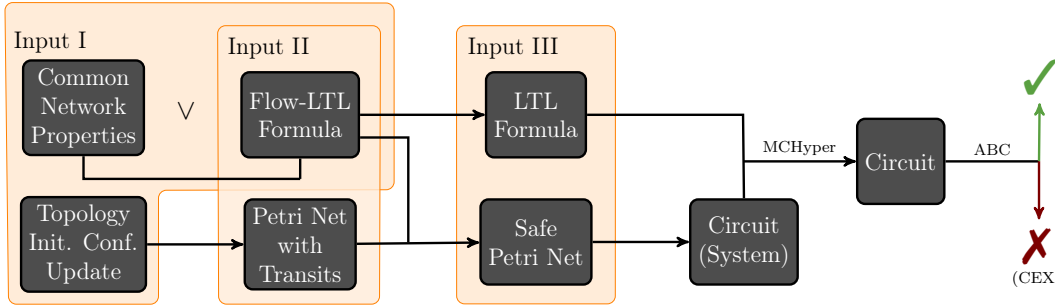 Input I
Common
Network
Properties
∨
Input II
Flow-LTL
Formula
Input III
LTL
Formula
MCHyper
Circuit
ABC
✓
Topology
Init. Conf.
Update
Petri Net
with
Transits
Safe
Petri Net
Circuit
(System)
✗
(CEX